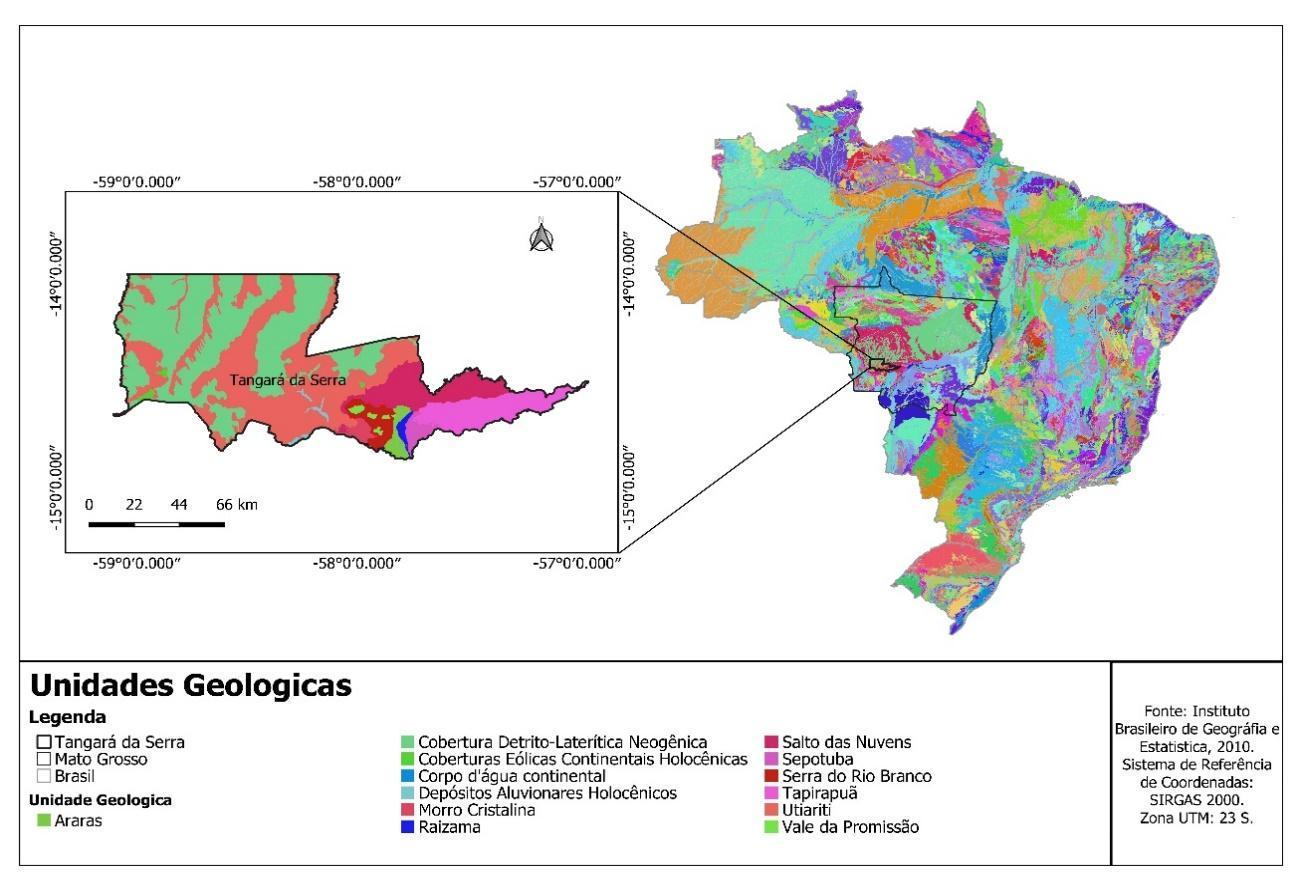 -59°0'0.000"
-58°0'0.000"
-57°0'0.000"
N
-14°0'0.000"
-14°0'0.000"
Tangará da Serra
-15°0'0.000"
-15°0'0.000"
0 22 44 66 km
-59°0'0.000"
-58°0'0.000"
-57°0'0.000"
Unidades Geologicas
Legenda
Tangará da Serra
Mato Grosso
Brasil
Unidade Geologica
Araras
Cobertura Detrito-Laterítica Neogênica
Coberturas Eólicas Continentais Holocênicas
Corpo d'água continental
Depósitos Aluvionares Holocênicos
Morro Cristalina
Raizama
Salto das Nuvens
Sepotuba
Serra do Rio Branco
Tapirapuã
Utiariti
Vale da Promissão
Fonte: Instituto
Brasileiro de Geográfia e
Estatistica, 2010.
Sistema de Referência
de Coordenadas:
SIRGAS 2000.
Zona UTM: 23 S.